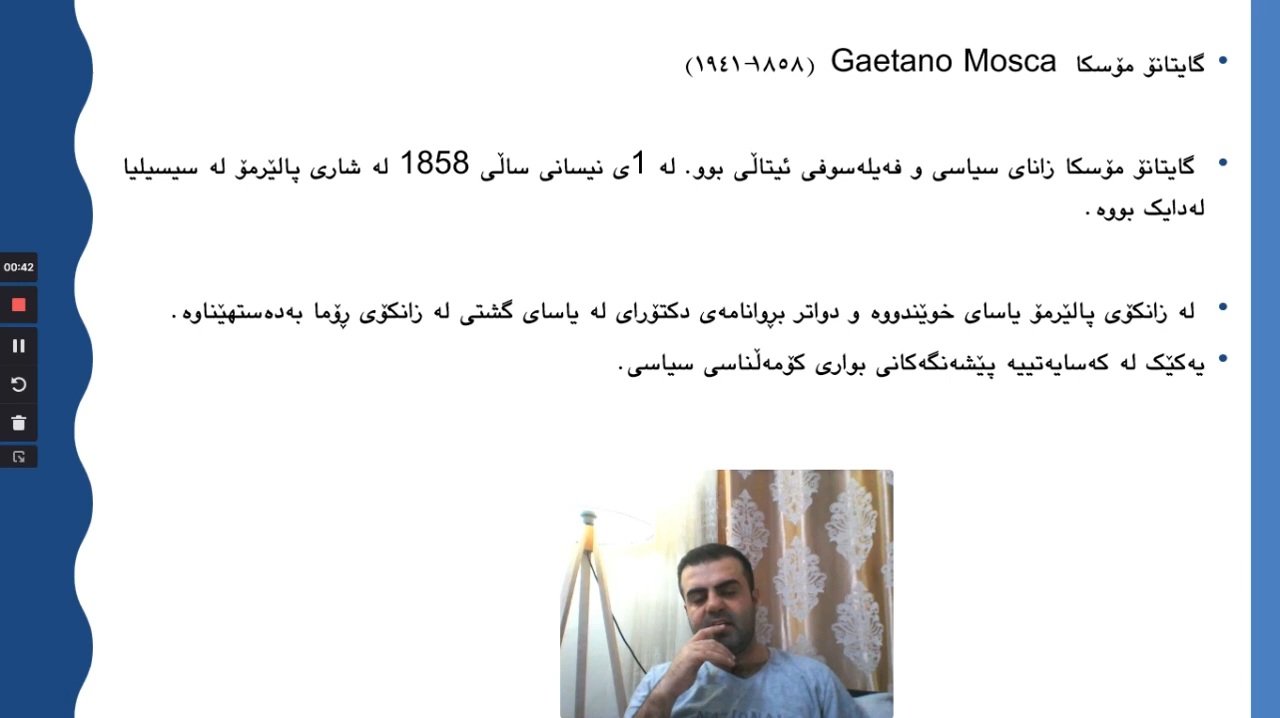 گایتانۆ مۆسکا Gaetano Mosca (١٨٥٨-١٩٤١)
گایتانۆ مۆسکا زانای سیاسی و فەیلەسوفی ئیتاڵی بوو. لە 1ی نیسانی ساڵی 1858 لە شاری پالێرمۆ لە سیسیلیا
لەدایک بووە.
لە زانکۆی پالێرمۆ یاسای خوێندووە و دواتر بڕوانامەی دکتۆرای لە یاسای گشتی لە زانکۆی ڕۆما بەدەستهێناوە.
یەکێک لە کەسایەتییە پێشەنگەکانی بواری کۆمەڵناسی سیاسی.
00:42